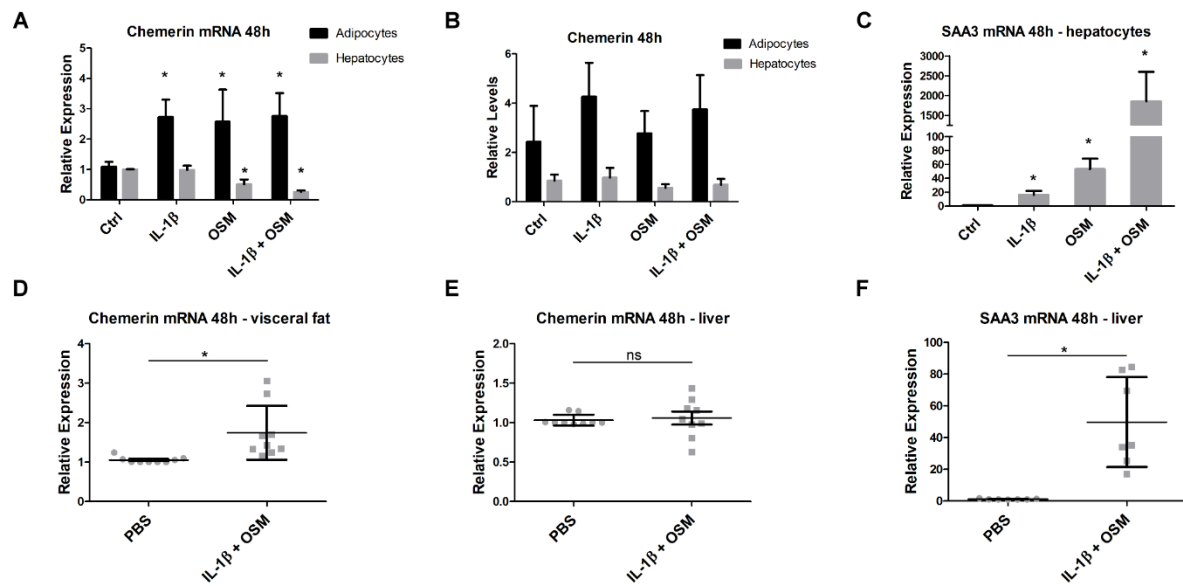 A
Chemerin mRNA 48h
Adipocytes
Hepatocytes
Relative Expression
5
4
3
2
1
0
* * *
* *
Ctrl
IL-1β
OSM
IL-1β + OSM
B
Chemerin 48h
Adipocytes
Hepatocytes
Relative Levels
6
4
2
0
Ctrl
IL-1β
OSM
IL-1β + OSM
C
SAA3 mRNA 48h - hepatocytes
Relative Expression
3000
2500
2000
1500
1000
100
80
60
40
20
0
*
*
*
Ctrl
IL-1β
OSM
IL-1β + OSM
D
Chemerin mRNA 48h - visceral fat
Relative Expression
4
3
2
1
0
*
PBS
IL-1β + OSM
E
Chemerin mRNA 48h - liver
Relative Expression
2.0
1.5
1.0
0.5
0.0
ns
PBS
IL-1β + OSM
F
SAA3 mRNA 48h - liver
Relative Expression
100
80
60
40
20
0
*
PBS
IL-1β + OSM